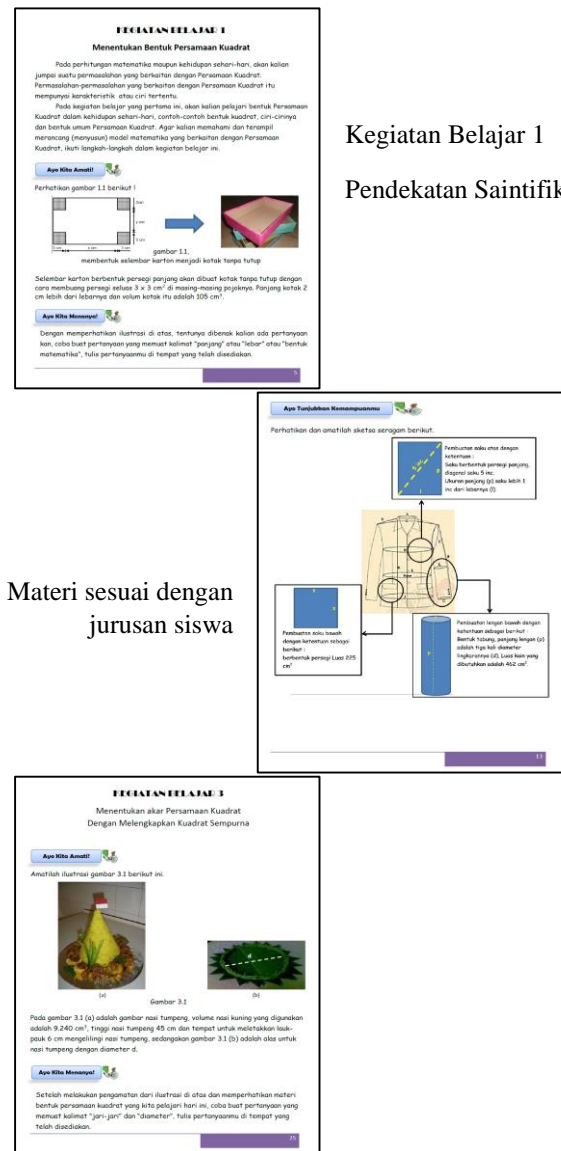 KEGIATAN BELAJAR 1
Menentukan Bentuk Persamaan Kuadrat
Pada perhitungan matematika maupun kehidupan sehari-hari, akan kalian
jumpai suatu permasalahan yang berkaitan dengan Persamaan Kuadrat.
Permasalahan-permasalahan yang berkaitan dengan Persamaan Kuadrat itu
mempunyai karakteristik atau ciri tertentu.
Pada kegiatan belajar yang pertama ini, akan kalian pelajari bentuk Persamaan
Kuadrat dalam kehidupan sehari-hari, contoh-contoh bentuk kuadrat, ciri-cirinya
dan bentuk umum Persamaan Kuadrat. Agar kalian memahami dan terampil
merancang (menyusun) model matematika yang berkaitan dengan Persamaan
Kuadrat, ikuti langkah-langkah dalam kegiatan belajar ini.
Ayo Kita Amati!
Perhatikan gambar 1.1 berikut !
gambar 1.1,
membentuk selembar karton menjadi kotak tanpa tutup
Selembar karton berbentuk persegi panjang akan dibuat kotak tanpa tutup dengan
cara membuang persegi seluas 3 x 3 cm² di masing-masing pojoknya. Panjang kotak 2
cm lebih dari lebarnya dan volum kotak itu adalah 105 cm³.
Ayo Kita Menanya!
Dengan memperhatikan ilustrasi di atas, tentunya dibenak kalian ada pertanyaan
kan, coba buat pertanyaan yang memuat kalimat "panjang" atau "lebar" atau "bentuk
matematika", tulis pertanyaanmu di tempat yang telah disediakan.
5
Kegiatan Belajar 1
Pendekatan Saintifik
Ayo Tunjukkan Kemampuanmu
Perhatikan dan amatilah sketsa seragam berikut.
Pembuatan saku atas dengan
ketentuan :
Saku berbentuk persegi panjang,
diagonal saku 5 inc.
Ukuran panjang (p) saku lebih 1
inc dari lebarnya (l).
Pembuatan saku bawah
dengan ketentuan sebagai
berikut :
berbentuk persegi Luas 225
cm²
Pembuatan lengan bawah dengan
ketentuan sebagai berikut :
Bentuk tabung, panjang lengan (p)
adalah tiga kali diameter
lingkarannya (d). Luas kain yang
dibutuhkan adalah 462 cm².
13
Materi sesuai dengan
jurusan siswa
KEGIATAN BELAJAR 3
Menentukan akar Persamaan Kuadrat
Dengan Melengkapkan Kuadrat Sempurna
Ayo Kita Amati!
Amatilah ilustrasi gambar 3.1 berikut ini.
d
(a)
(b)
Gambar 3.1
Pada gambar 3.1 (a) adalah gambar nasi tumpeng, volume nasi kuning yang digunakan
adalah 9.240 cm³, tinggi nasi tumpeng 45 cm dan tempat untuk meletakkan lauk-
pauk 6 cm mengelilingi nasi tumpeng, sedangakan gambar 3.1 (b) adalah alas untuk
nasi tumpeng dengan diameter d.
Ayo Kita Menanya!
Setelah melakukan pengamatan dari ilustrasi di atas dan memperhatikan materi
bentuk persamaan kuadrat yang kita pelajari hari ini, coba buat pertanyaan yang
memuat kalimat "jari-jari" dan "diameter", tulis pertanyaanmu di tempat yang
telah disediakan.
25